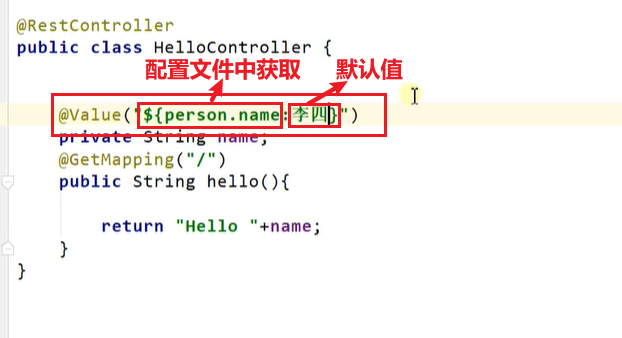 @RestController
public class HelloController {
配置文件中获取 默认值
@Value("${person.name:李四}")
private String name;
@GetMapping("/")
public String hello(){
return "Hello "+name;
}
}